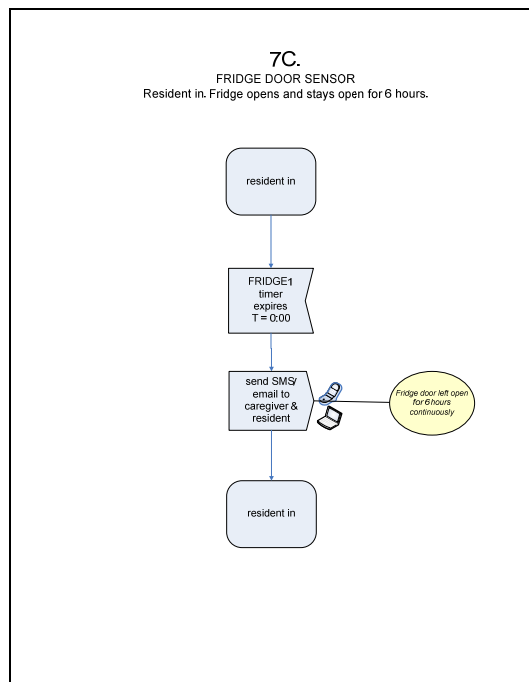 7C.
FRIDGE DOOR SENSOR
Resident in. Fridge opens and stays open for 6 hours.
resident in
FRIDGE1
timer
expires
T = 0:00
send SMS/
email to
caregiver &
resident
Fridge door left open
for 6 hours
continuously
resident in